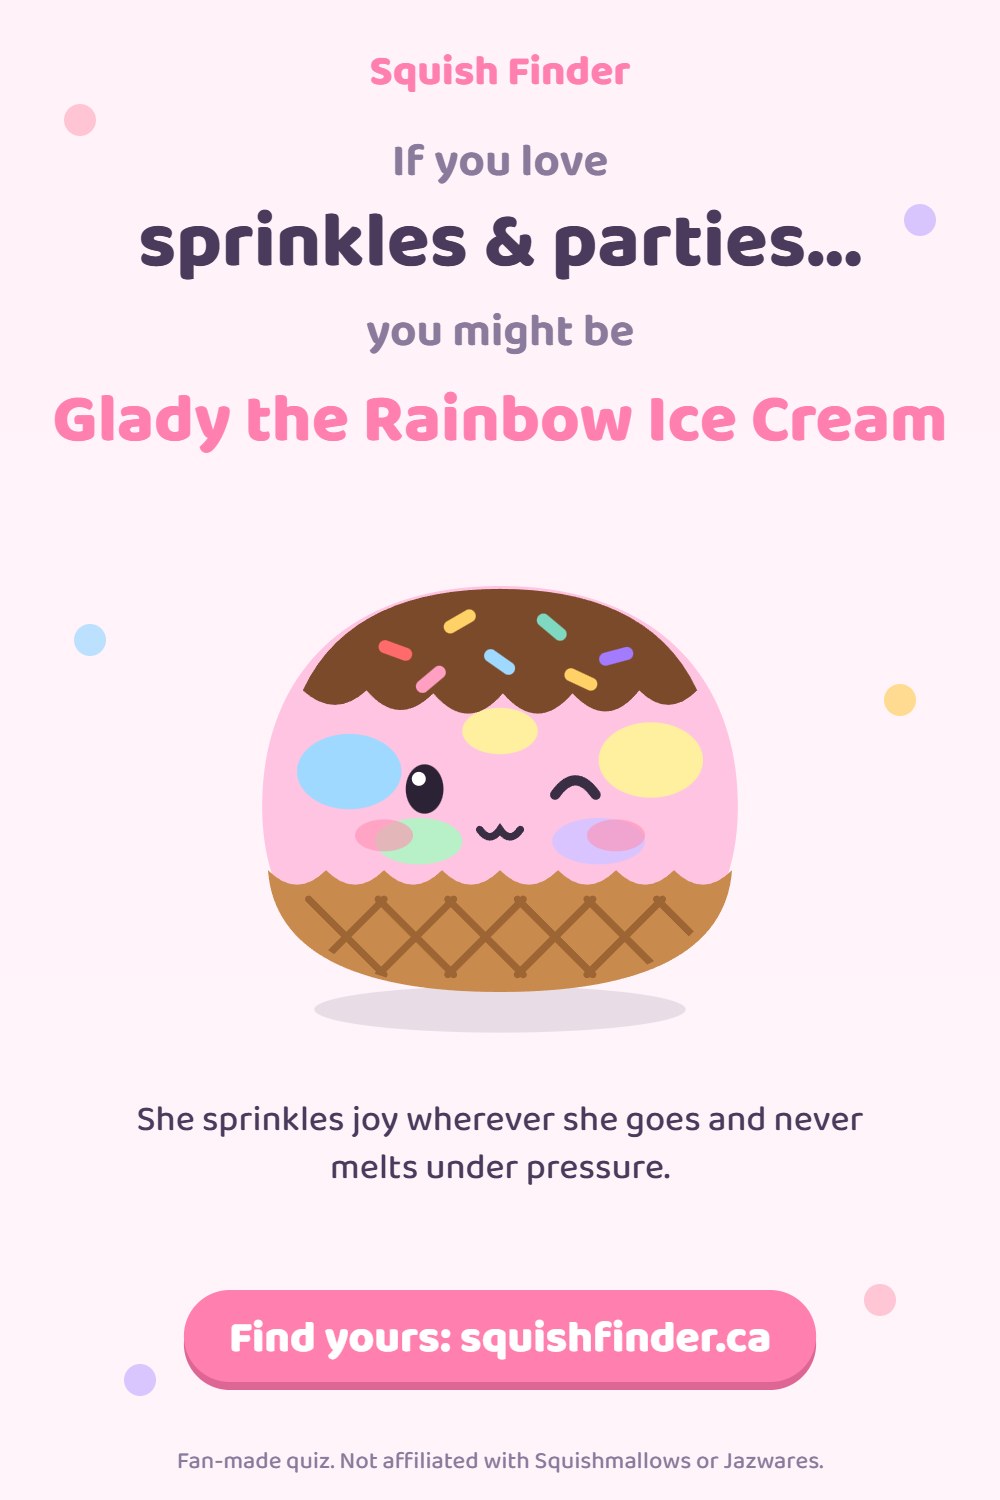 Squish Finder
If you love
sprinkles & parties...
you might be
Glady the Rainbow Ice Cream
She sprinkles joy wherever she goes and never
melts under pressure.
Find yours: squishfinder.ca
Fan-made quiz. Not affiliated with Squishmallows or Jazwares.